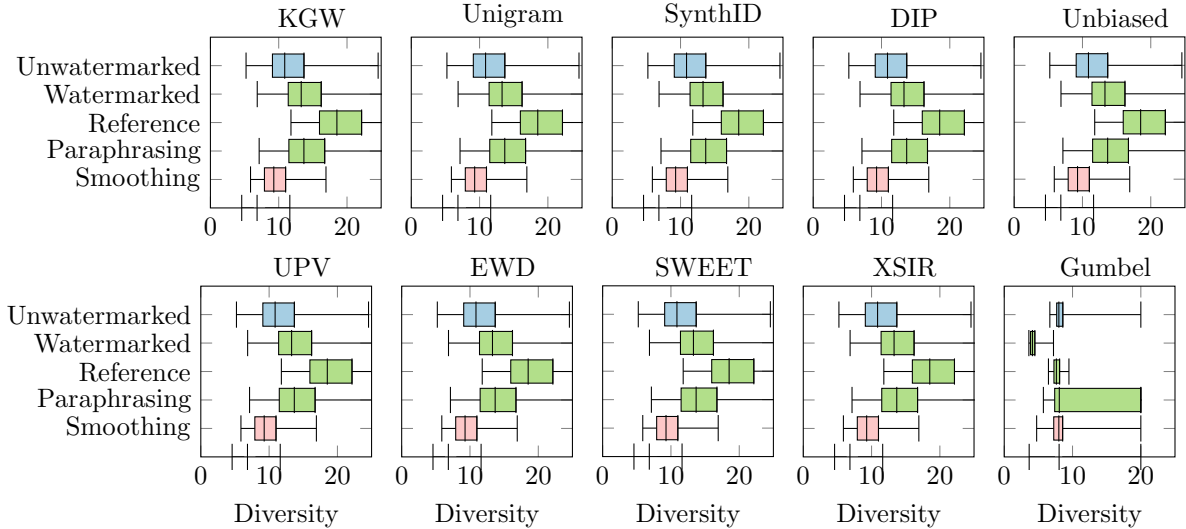 KGW Unigram SynthID DIP Unbiased
Unwatermarked
Watermarked
Reference
Paraphrasing
Smoothing
0 10 20 0 10 20 0 10 20 0 10 20 0 10 20
UPV EWD SWEET XSIR Gumbel
Unwatermarked
Watermarked
Reference
Paraphrasing
Smoothing
0 10 20 0 10 20 0 10 20 0 10 20 0 10 20
Diversity Diversity Diversity Diversity Diversity